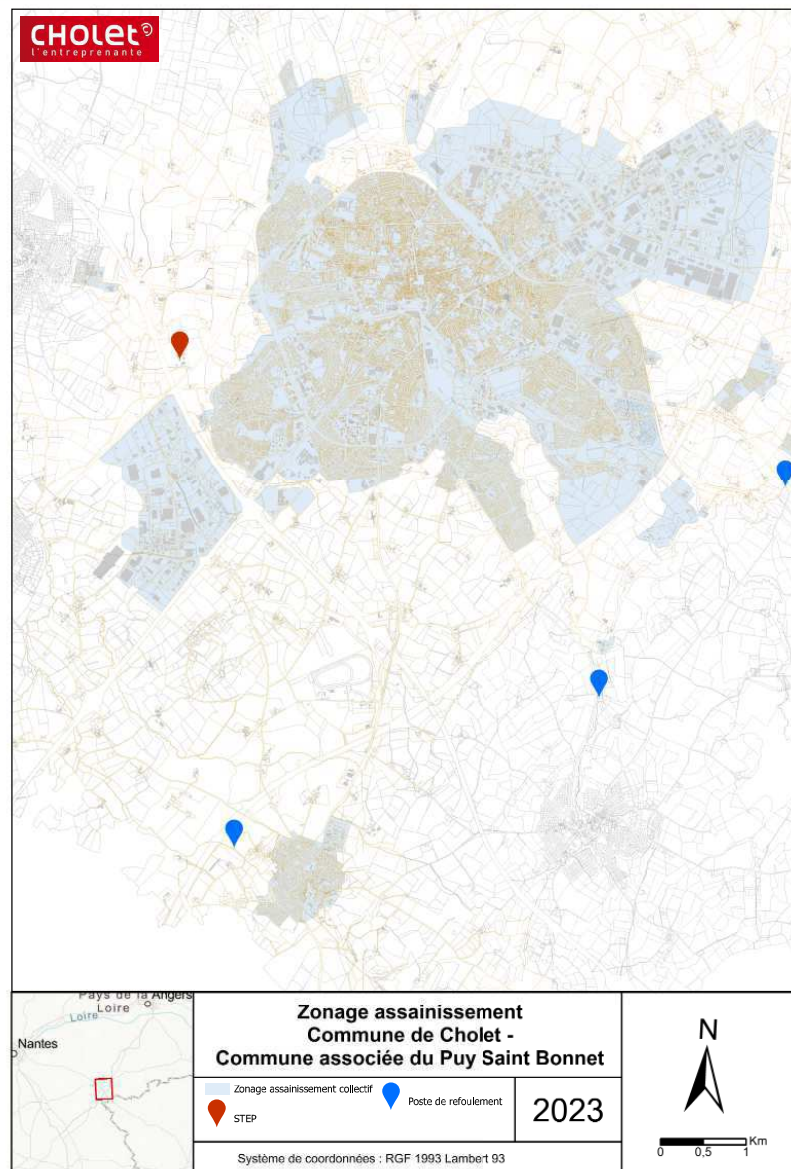 CHOLet
l'entreprenante
Pays de la
Loire
Angers
Loire
Nantes
Zonage assainissement
Commune de Cholet -
Commune associée du Puy Saint Bonnet
Zonage assainissement collectif
STEP
Poste de refoulement
2023
Système de coordonnées : RGF 1993 Lambert 93
N
Km
0 0,5 1